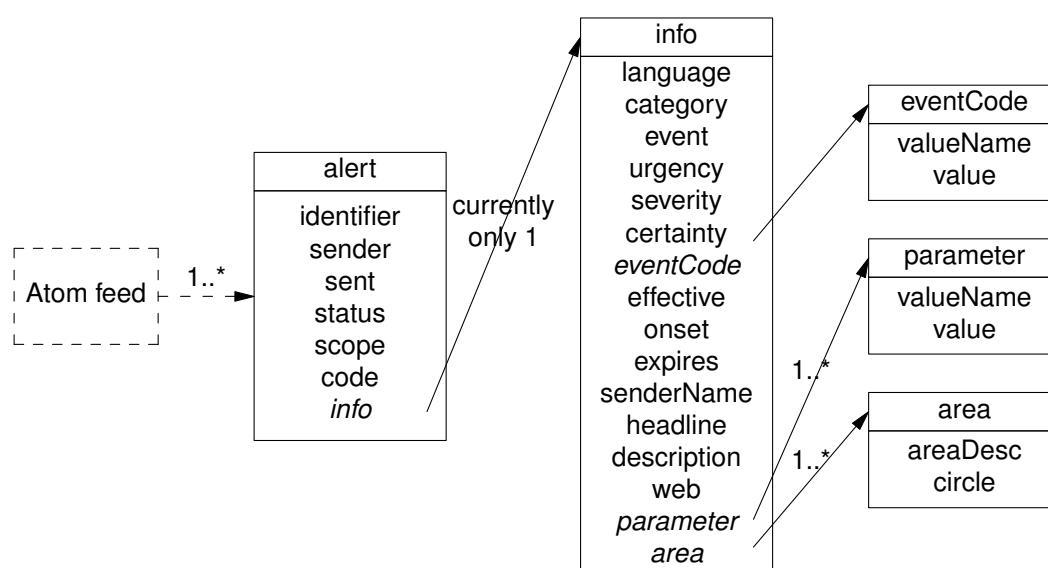 Atom feed
1..*
alert
identifier
sender
sent
status
scope
code
info
currently
only 1
info
language
category
event
urgency
severity
certainty
eventCode
effective
onset
expires
senderName
headline
description
web
parameter
area
1..*
1..*
eventCode
valueName
value
parameter
valueName
value
area
areaDesc
circle